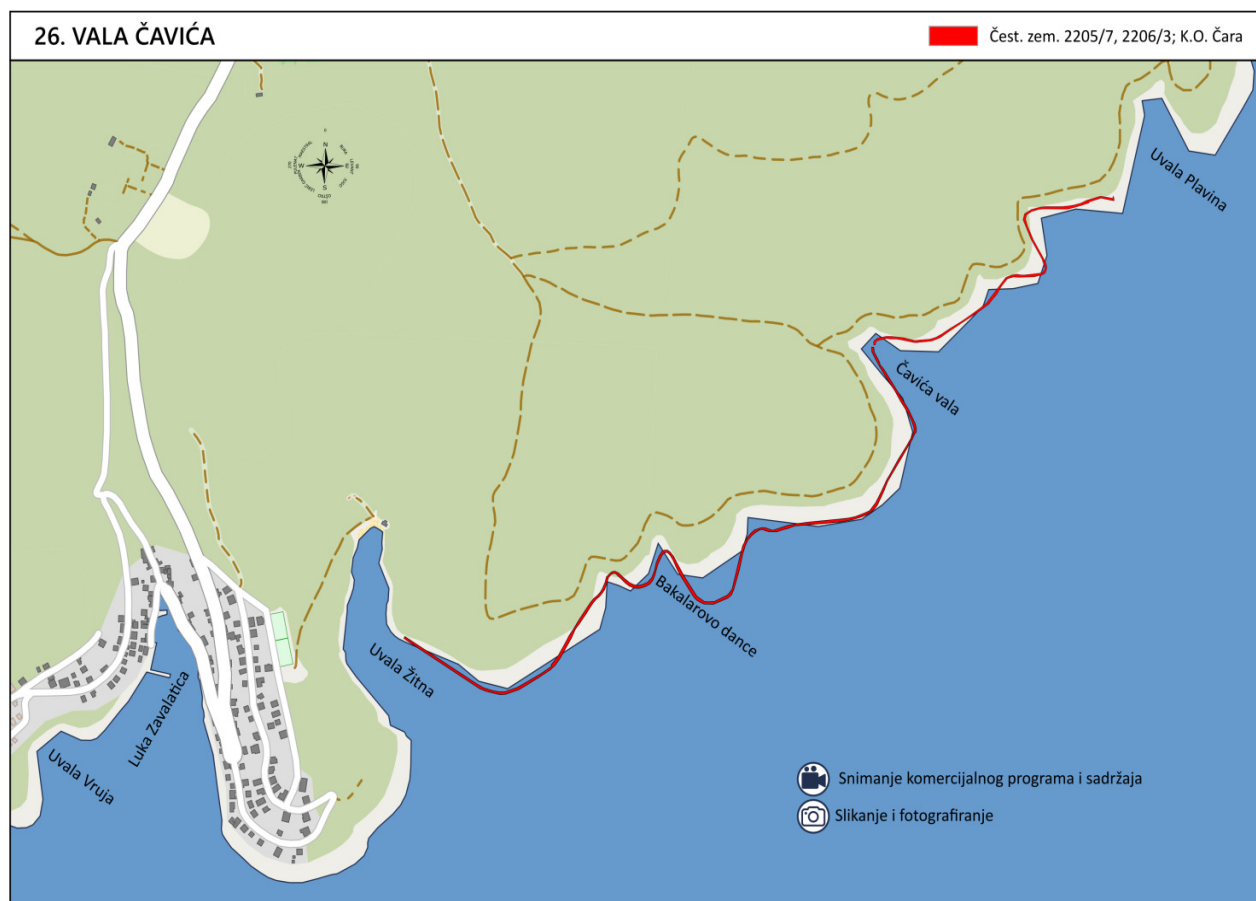 26. VALA ČAVIĆA
Čest. zem. 2205/7, 2206/3; K.O. Čara
Uvala Plavina
Čavića vala
Bakalarovo dance
Uvala Žitna
Luka Zavalatica
Uvala Vruja
N
W
E
S
Snimanje komercijalnog programa i sadržaja
Slikanje i fotografiranje